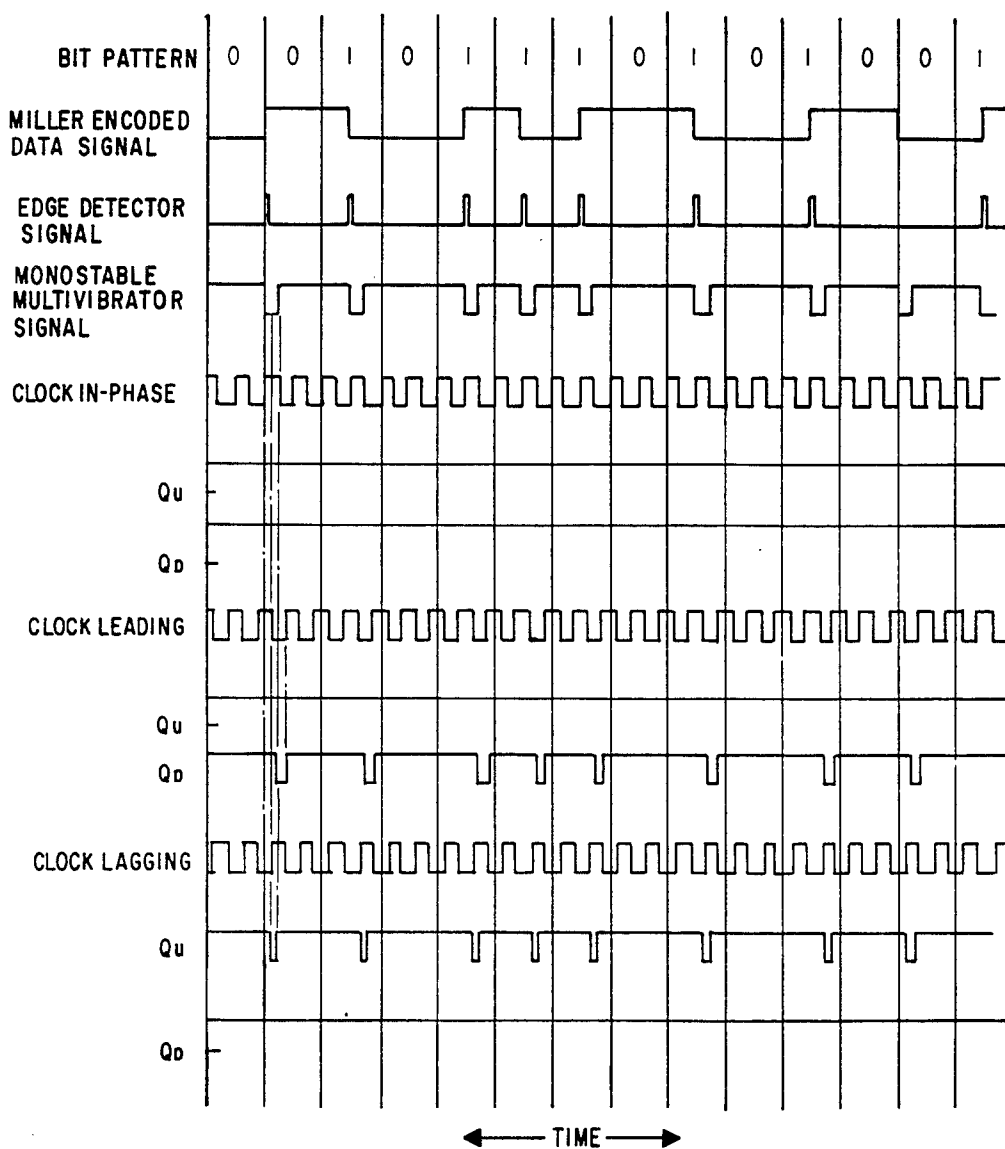 BIT PATTERN 0 0 1 0 1 1 1 0 1 0 1 0 0 1
MILLER ENCODED
DATA SIGNAL
EDGE DETECTOR
SIGNAL
MONOSTABLE
MULTIVIBRATOR
SIGNAL
CLOCK IN-PHASE
QU
QD
CLOCK LEADING
QU
QD
CLOCK LAGGING
QU
QD
TIME